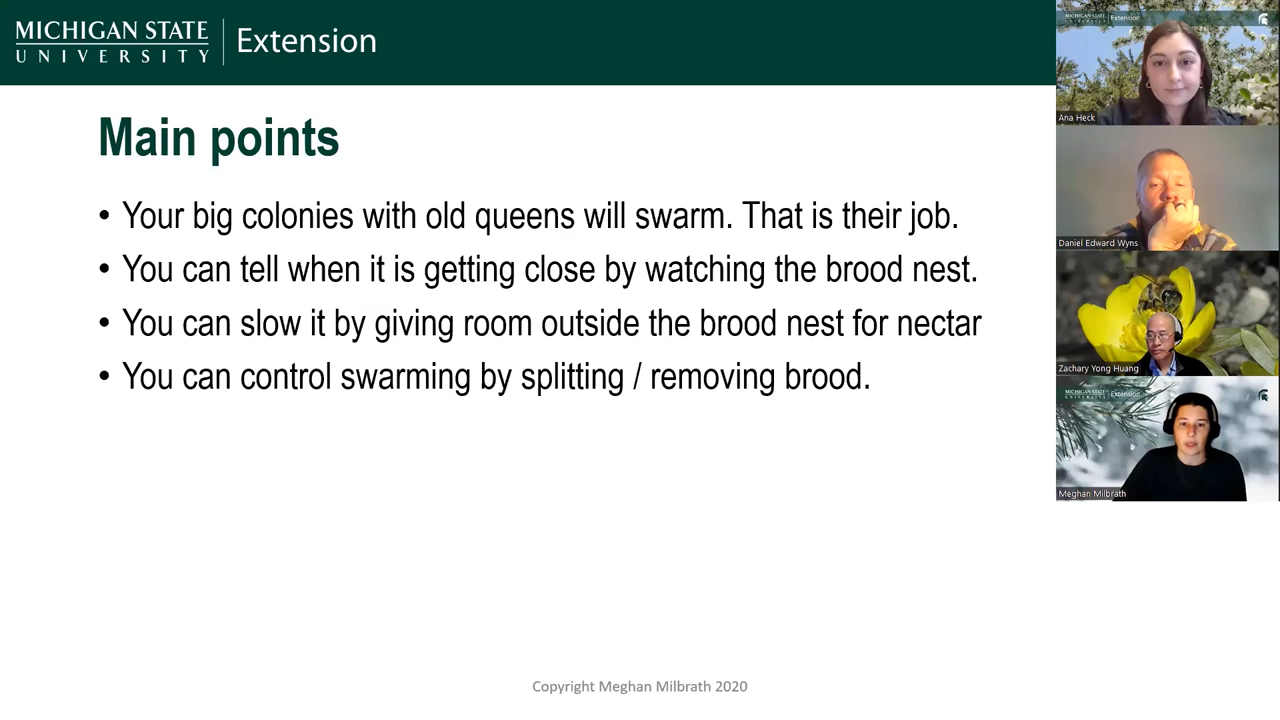 MICHIGAN STATE
UNIVERSITY
Extension
Main points
• Your big colonies with old queens will swarm. That is their job.
• You can tell when it is getting close by watching the brood nest.
• You can slow it by giving room outside the brood nest for nectar
• You can control swarming by splitting / removing brood.
Copyright Meghan Milbrath 2020
MICHIGAN STATE
Extension
Ana Heck
Daniel Edward Wyns
Zachary Yong Huang
MICHIGAN STATE
Extension
Meghan Milbrath